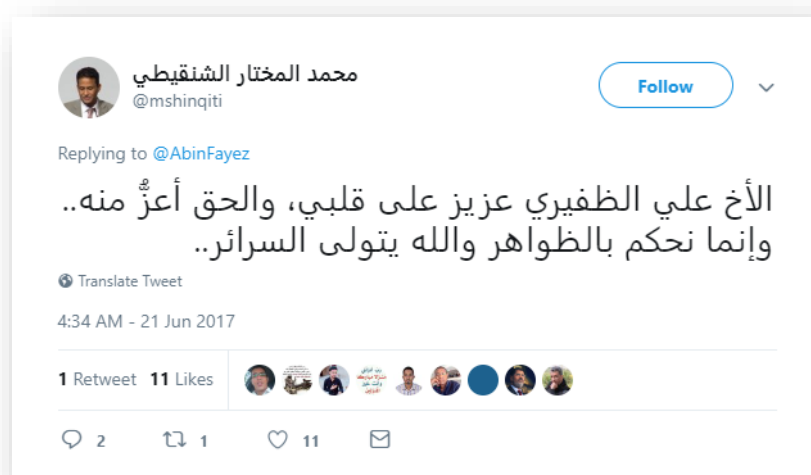 محمد المختار الشنقيطي
@mshinqiti
Follow
Replying to @AbinFayez
الأخ علي الظفيري عزيز على قلبي، والحق أعزُّ منه..
وإنما نحكم بالظواهر والله يتولى السرائر..
Translate Tweet
4:34 AM - 21 Jun 2017
1 Retweet 11 Likes
2 1 11